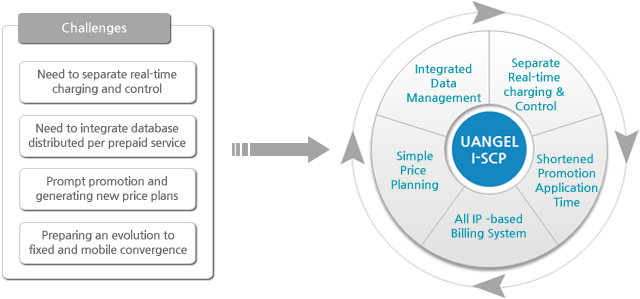 Challenges
Need to separate real-time
charging and control
Need to integrate database
distributed per prepaid service
Prompt promotion and
generating new price plans
Preparing an evolution to
fixed and mobile convergence
Integrated
Data
Management
Separate
Real-time
charging &
Control
UANGEL
I-SCP
Simple
Price
Planning
Shortened
Promotion
Application
Time
All IP -based
Billing System